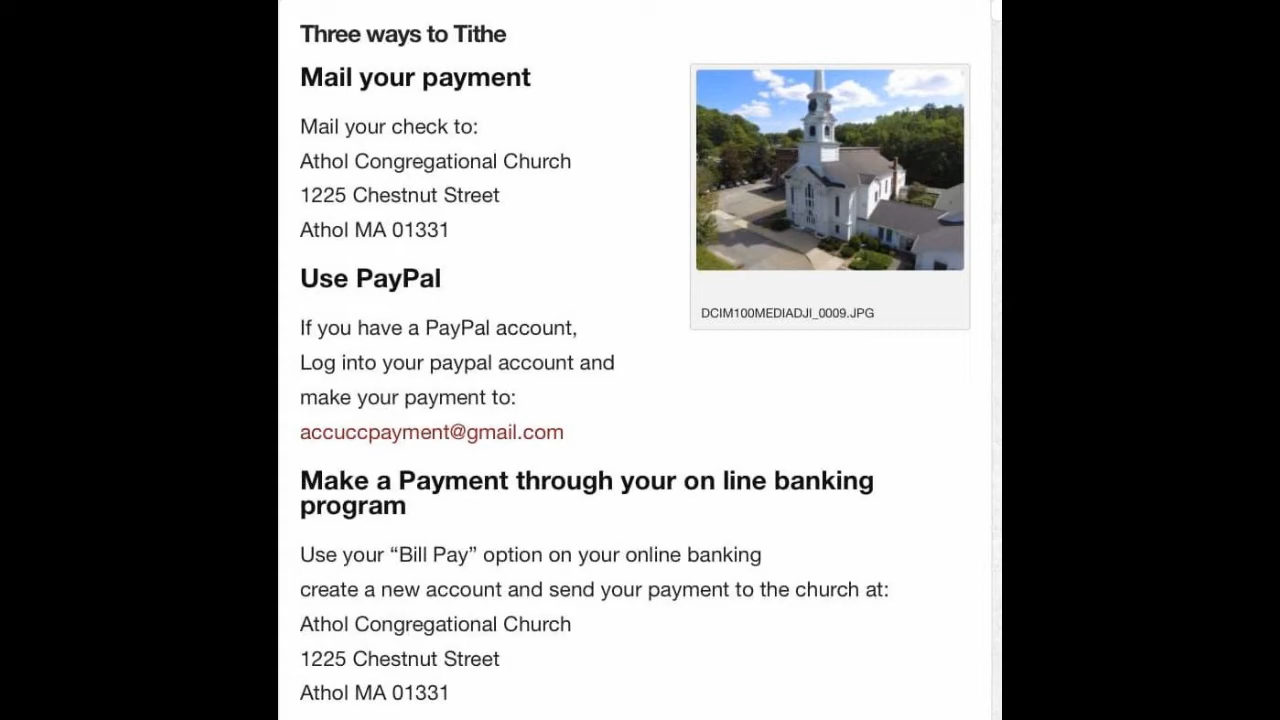 Three ways to Tithe
Mail your payment
Mail your check to:
Athol Congregational Church
1225 Chestnut Street
Athol MA 01331
DCIM100MEDIADJI_0009.JPG
Use PayPal
If you have a PayPal account,
Log into your paypal account and
make your payment to:
accuccpayment@gmail.com
Make a Payment through your on line banking
program
Use your “Bill Pay” option on your online banking
create a new account and send your payment to the church at:
Athol Congregational Church
1225 Chestnut Street
Athol MA 01331